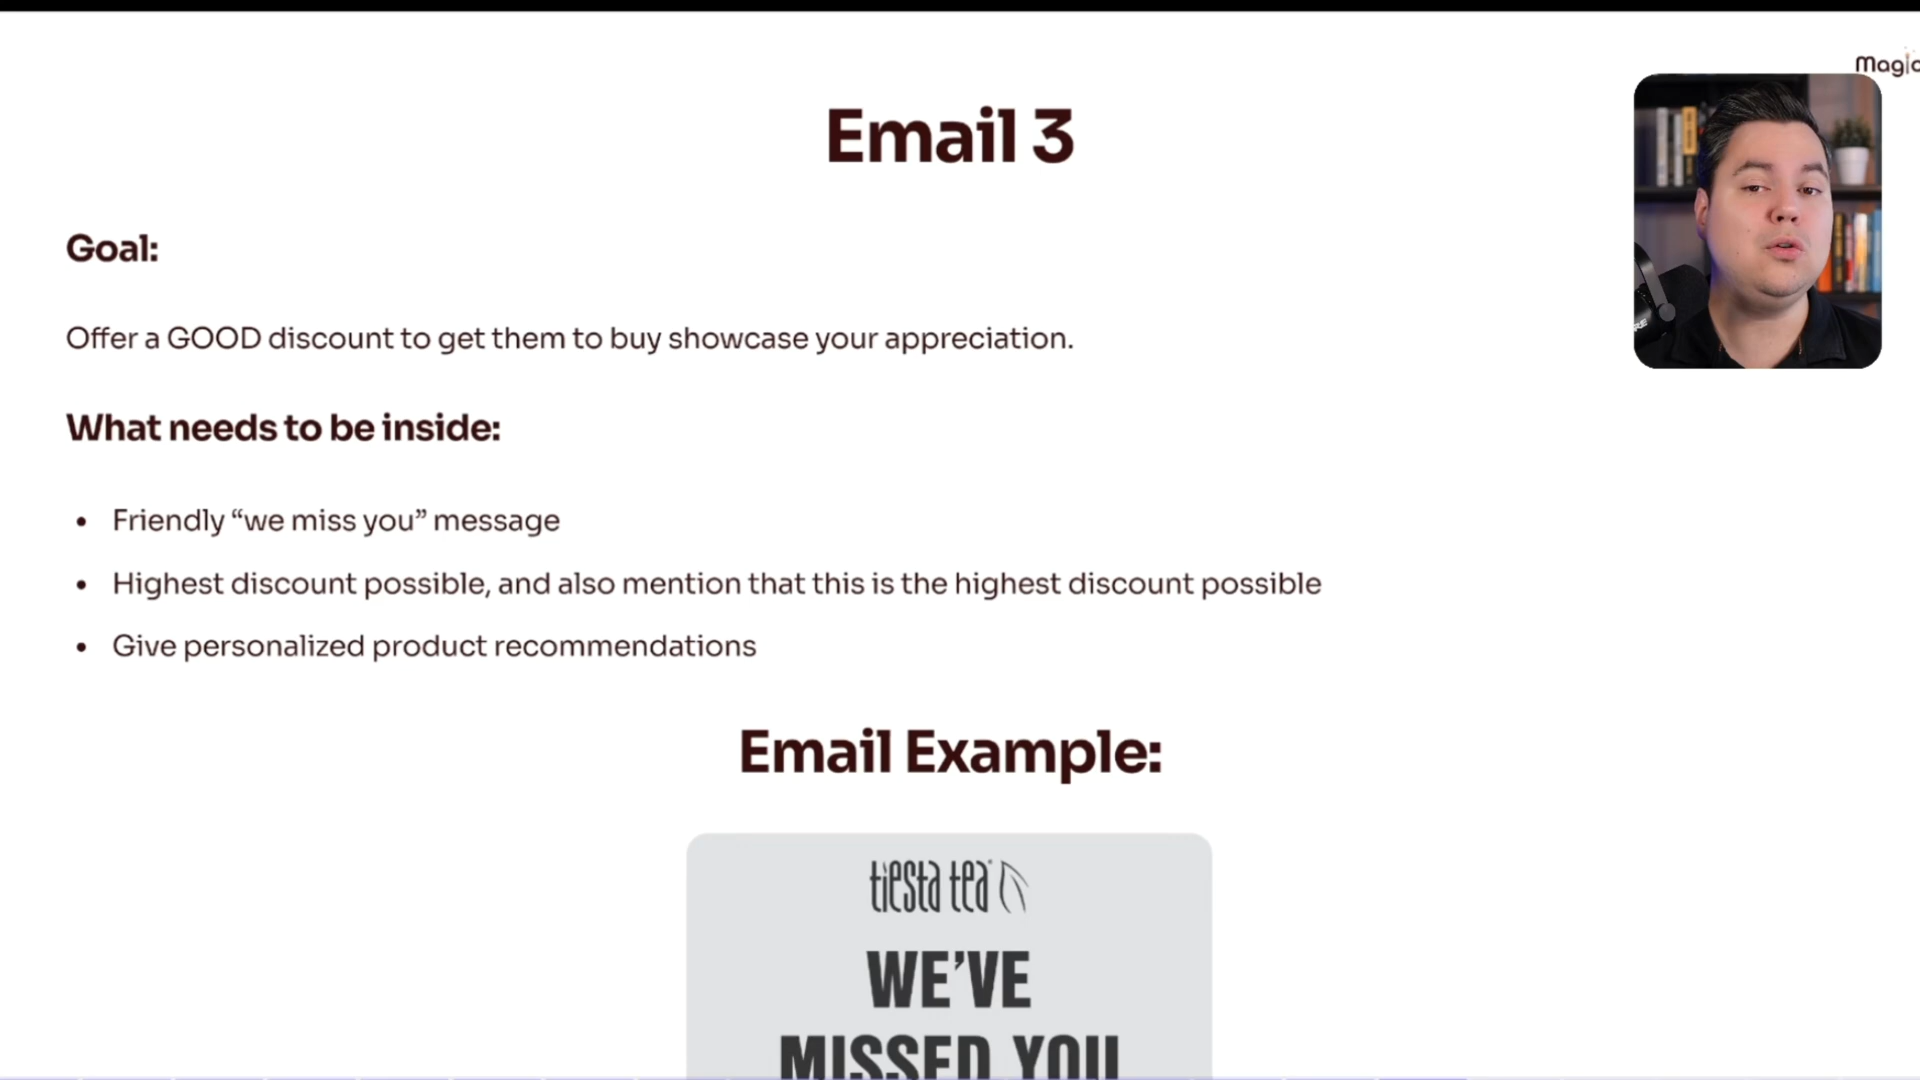 Magic
Email 3
Goal:
Offer a GOOD discount to get them to buy showcase your appreciation.
What needs to be inside:
• Friendly “we miss you” message
• Highest discount possible, and also mention that this is the highest discount possible
• Give personalized product recommendations
Email Example:
tiesta tea
WE’VE
MISSED YOU